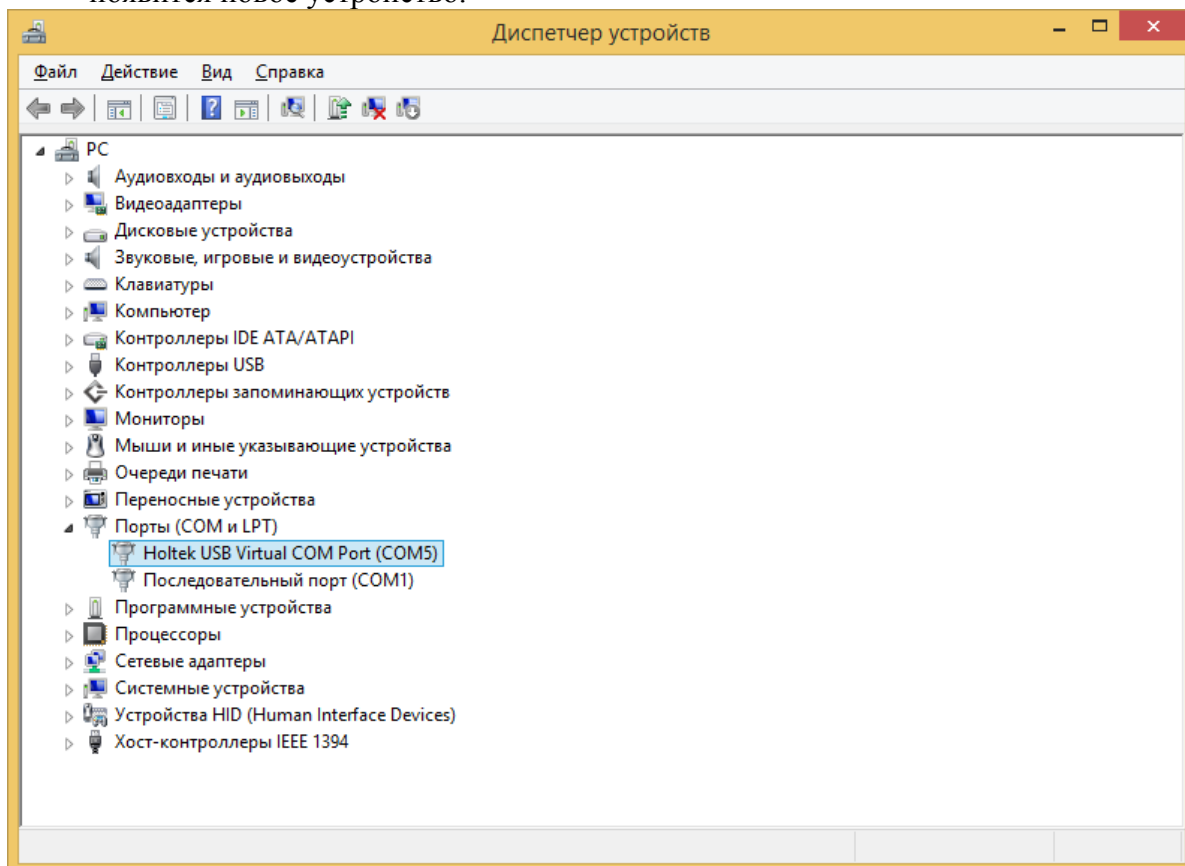 появится новое устройство.
Диспетчер устройств
Файл Действие Вид Справка
PC
Аудиовходы и аудиовыходы
Видеоадаптеры
Дисковые устройства
Звуковые, игровые и видеоустройства
Клавиатуры
Компьютер
Контроллеры IDE ATA/ATAPI
Контроллеры USB
Контроллеры запоминающих устройств
Мониторы
Мыши и иные указывающие устройства
Очереди печати
Переносные устройства
Порты (COM и LPT)
Holtek USB Virtual COM Port (COM5)
Последовательный порт (COM1)
Программные устройства
Процессоры
Сетевые адаптеры
Системные устройства
Устройства HID (Human Interface Devices)
Хост-контроллеры IEEE 1394